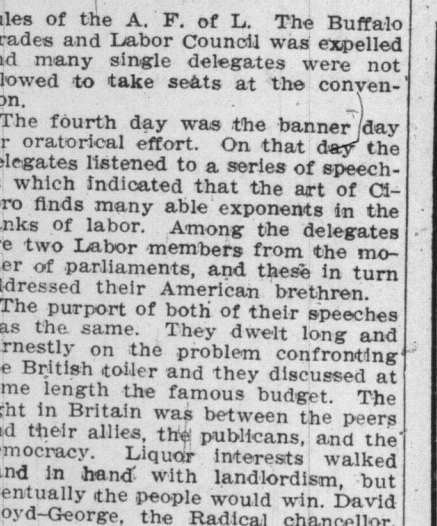 ules of the A. F. of L. The Buffalo
rades and Labor Council was expelled
nd many single delegates were not
lowed to take seats at the conven-
on.
The fourth day was the banner day
r oratorical effort. On that day the
elegates listened to a series of speech-
which indicated that the art of Ci-
ro finds many able exponents in the
nks of labor. Among the delegates
re two Labor members from the mo-
er of parliaments, and these in turn
ddressed their American brethren.
The purport of both of their speeches
as the same. They dwelt long and
rnestly on the problem confronting
e British toiler and they discussed at
me length the famous budget. The
ght in Britain was between the peers
nd their allies, the publicans, and the
mocracy. Liquor interests walked
and in hand with landlordism, but
entually the people would win. David
oyd-George, the Radical chancellor,